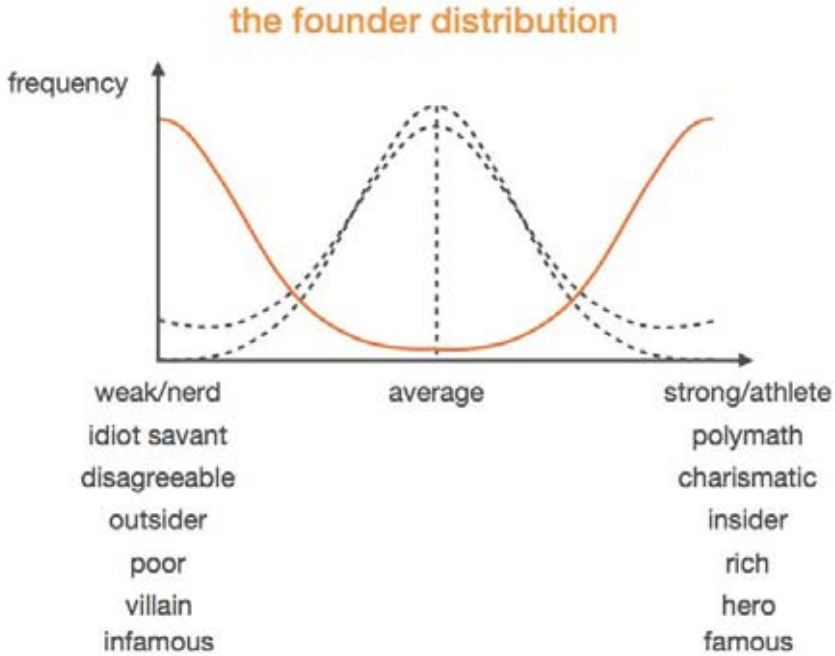 the founder distribution
frequency
weak/nerd average strong/athlete
idiot savant polymath
disagreeable charismatic
outsider insider
poor rich
villain hero
infamous famous